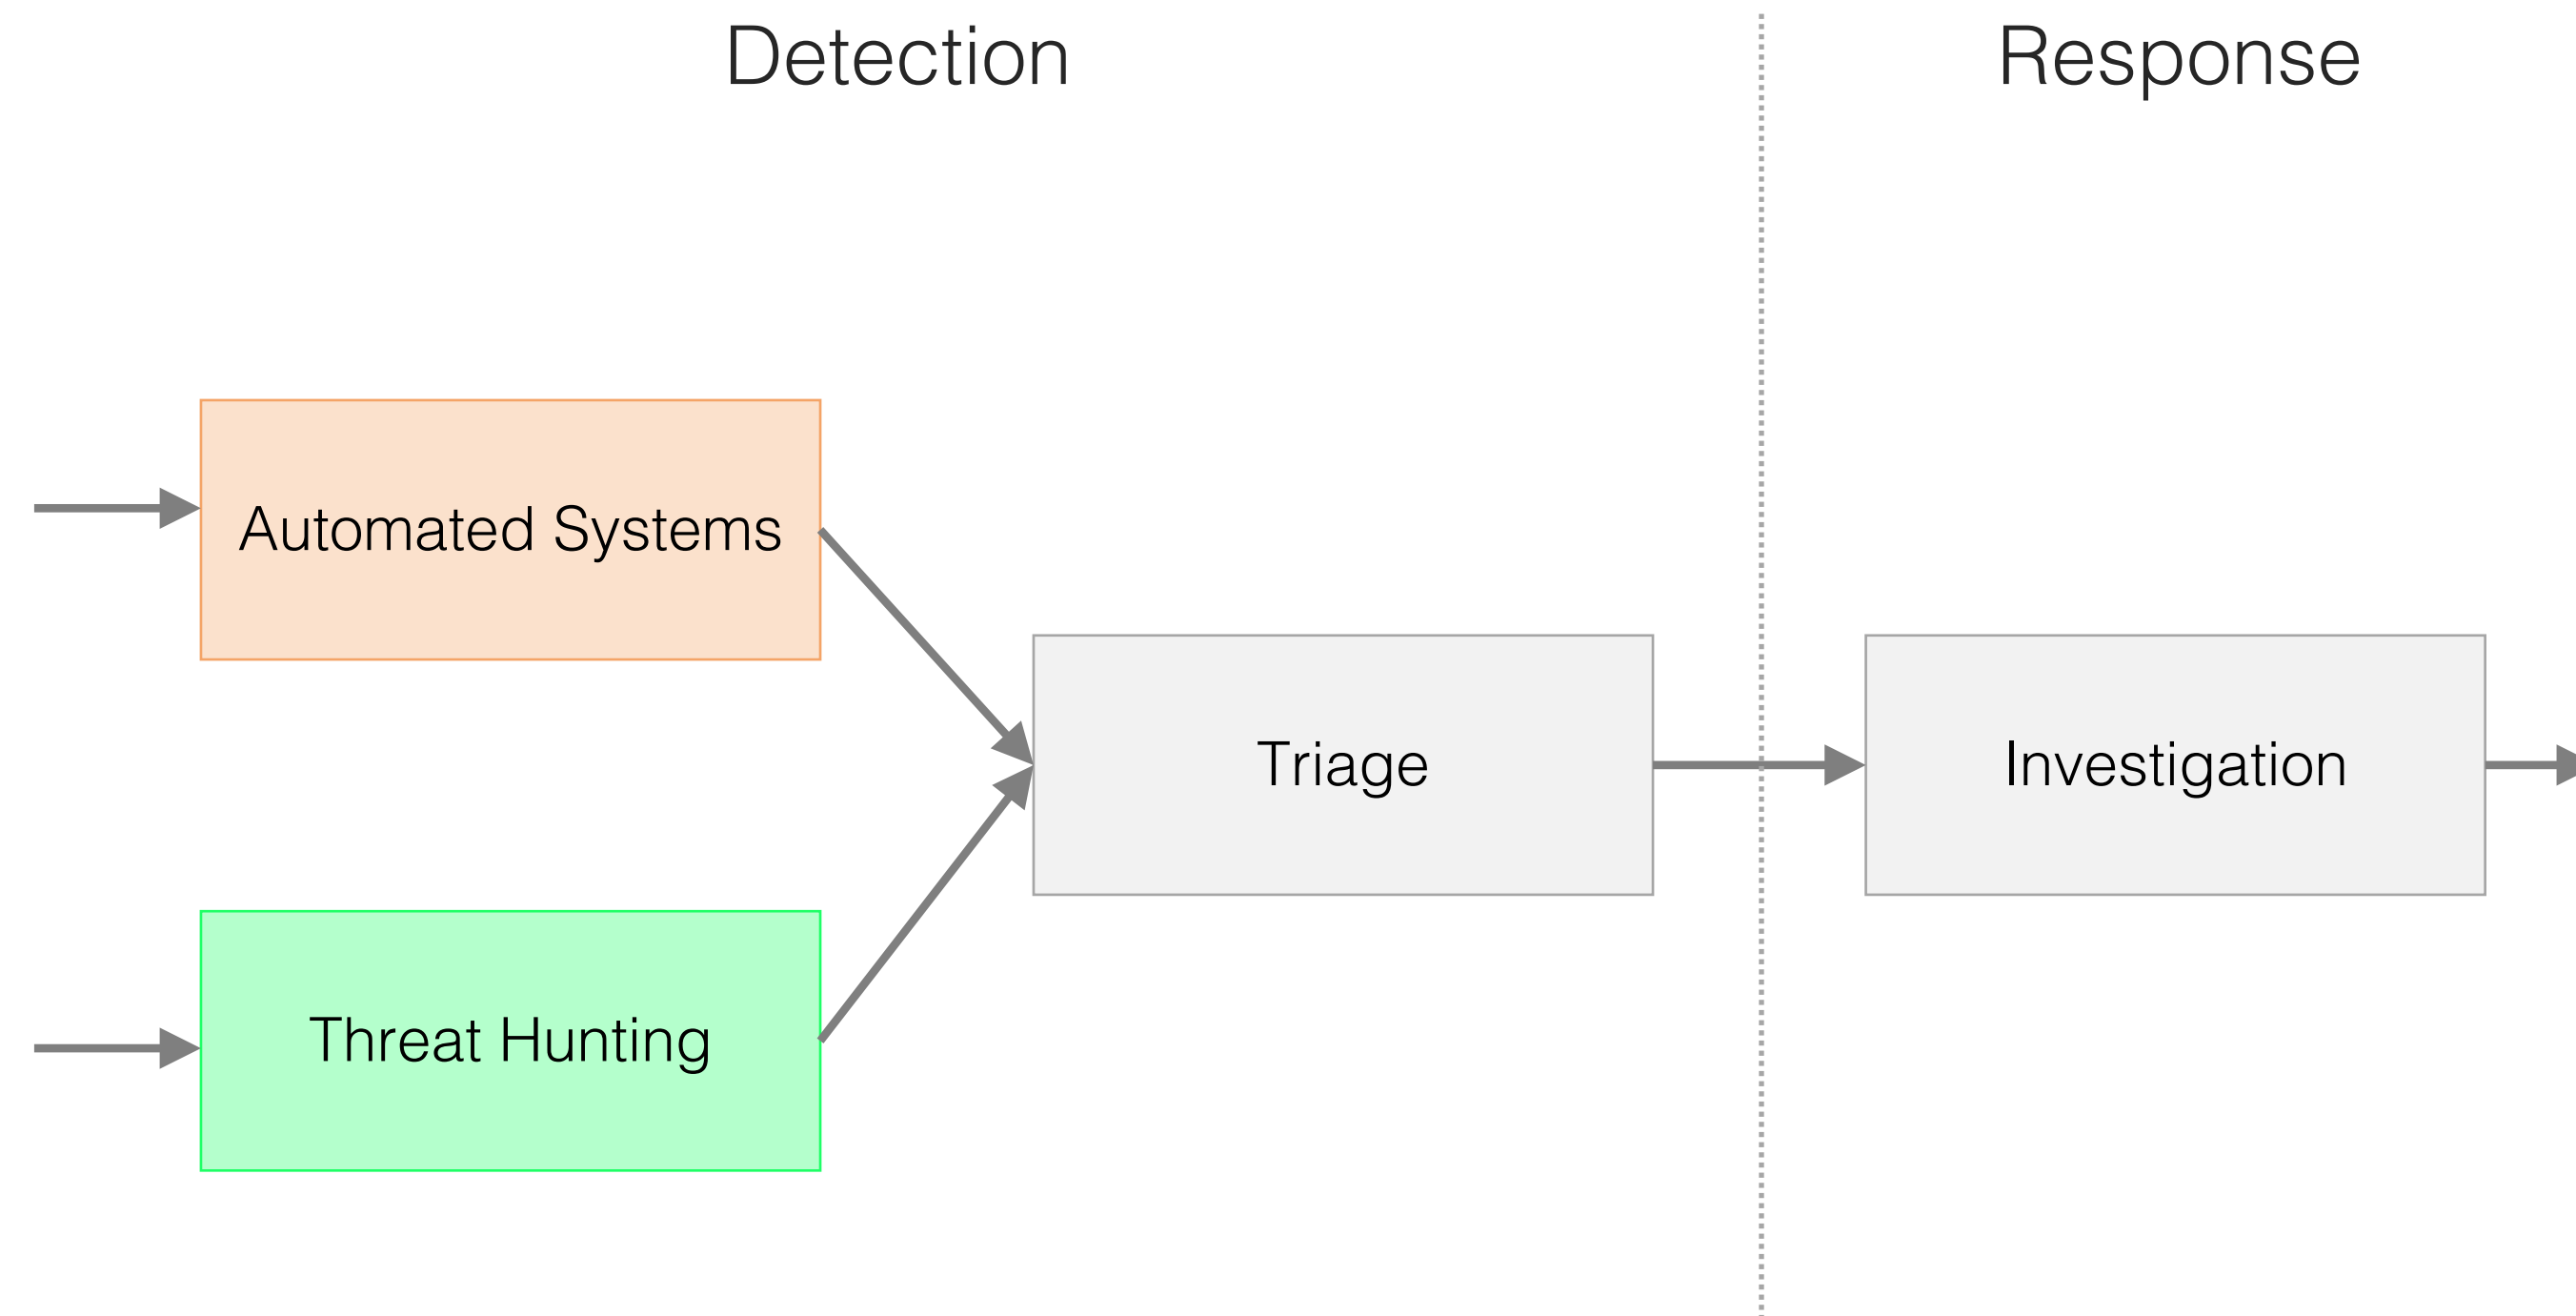 Detection
Response
Automated Systems
Triage
Investigation
Threat Hunting